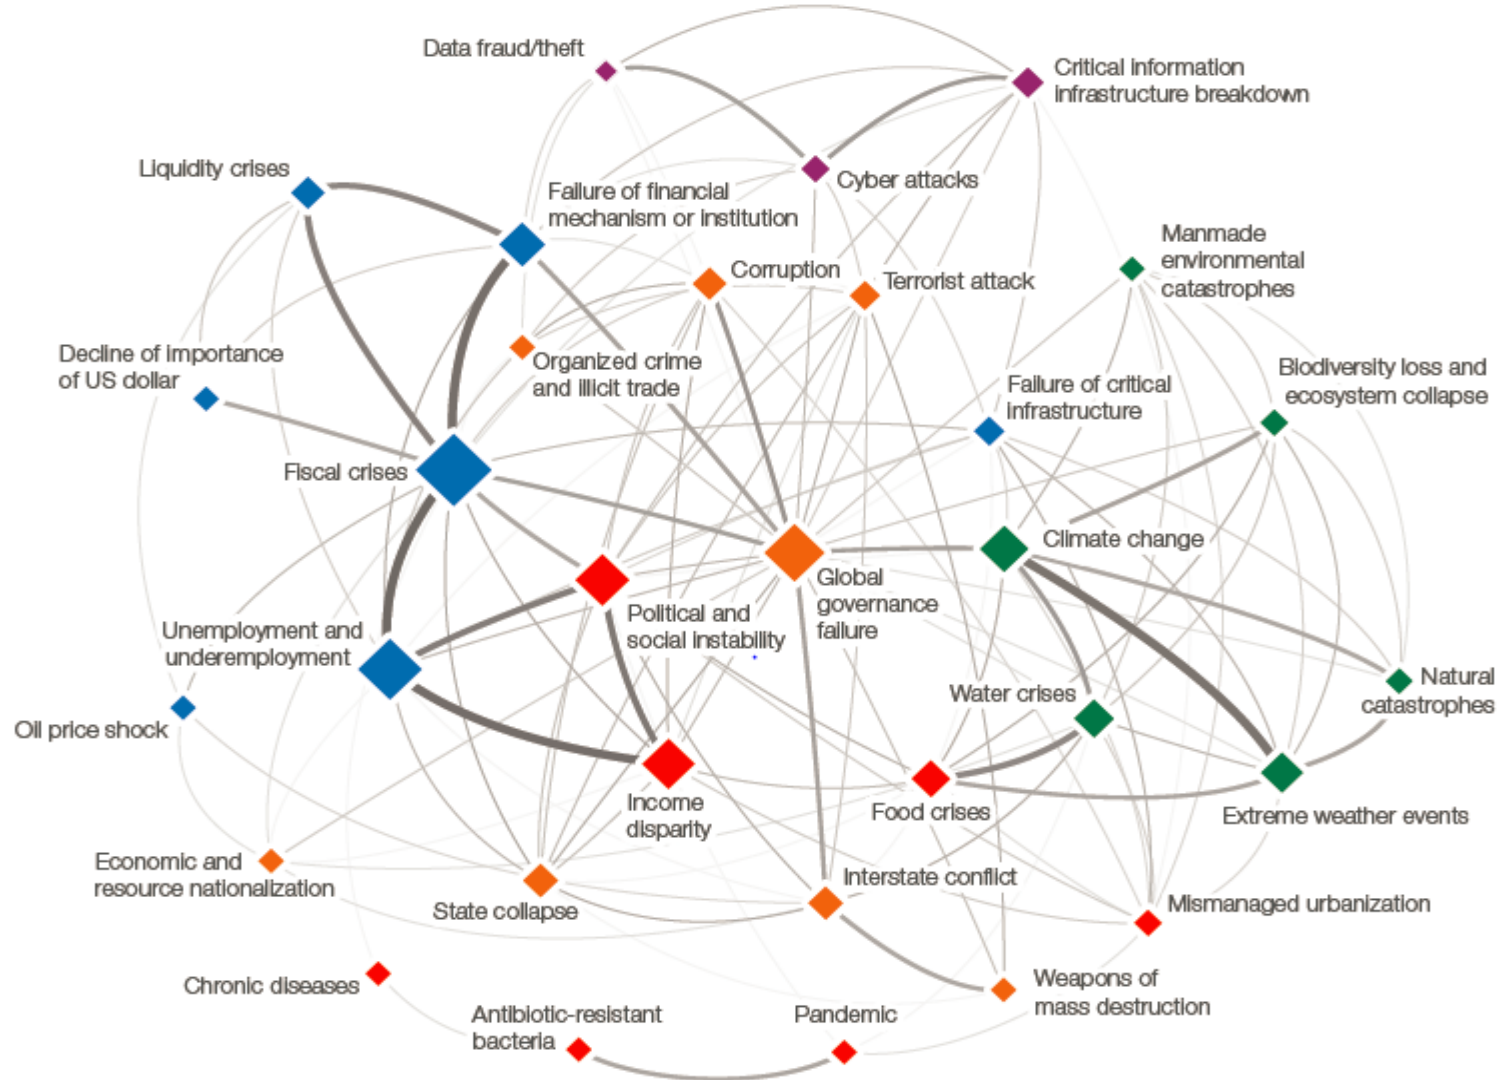 Data fraud/theft
Critical information
infrastructure breakdown
Liquidity crises
Cyber attacks
Failure of financial
mechanism or institution
Manmade
environmental
catastrophes
Corruption
Terrorist attack
Decline of importance
of US dollar
Organized crime
and illicit trade
Failure of critical
infrastructure
Biodiversity loss and
ecosystem collapse
Fiscal crises
Climate change
Global
governance
failure
Political and
social instability
Unemployment and
underemployment
Water crises
Natural
catastrophes
Oil price shock
Income
disparity
Food crises
Extreme weather events
Economic and
resource nationalization
State collapse
Interstate conflict
Mismanaged urbanization
Chronic diseases
Weapons of
mass destruction
Antibiotic-resistant
bacteria
Pandemic